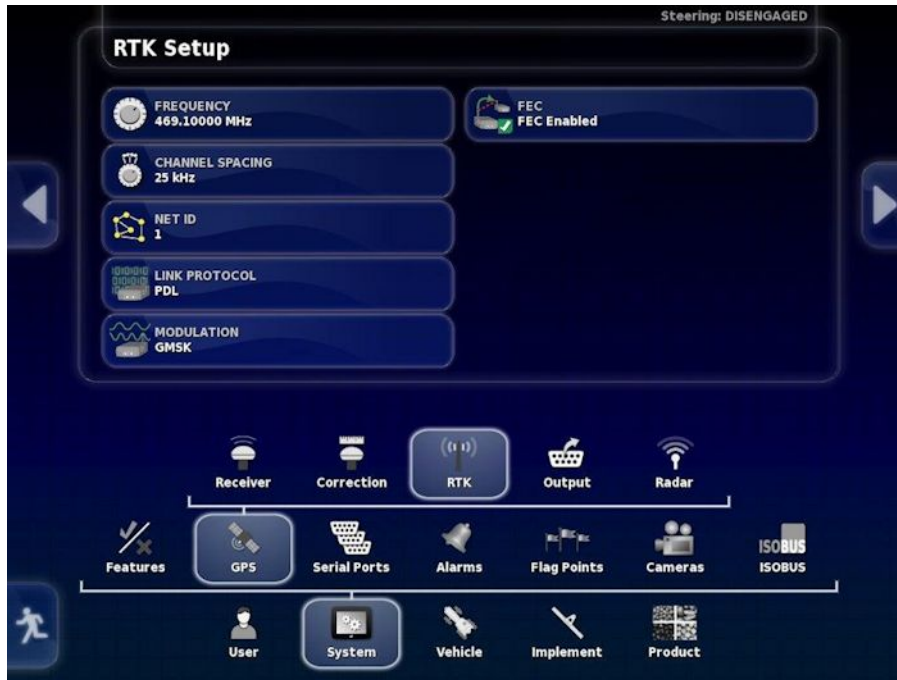 Steering: DISENGAGED
RTK Setup
FREQUENCY
469.10000 MHz
FEC
FEC Enabled
CHANNEL SPACING
25 kHz
NET ID
1
LINK PROTOCOL
PDL
MODULATION
GMSK
Receiver
Correction
RTK
Output
Radar
Features
GPS
Serial Ports
Alarms
Flag Points
Cameras
ISOBUS
ISOBUS
User
System
Vehicle
Implement
Product